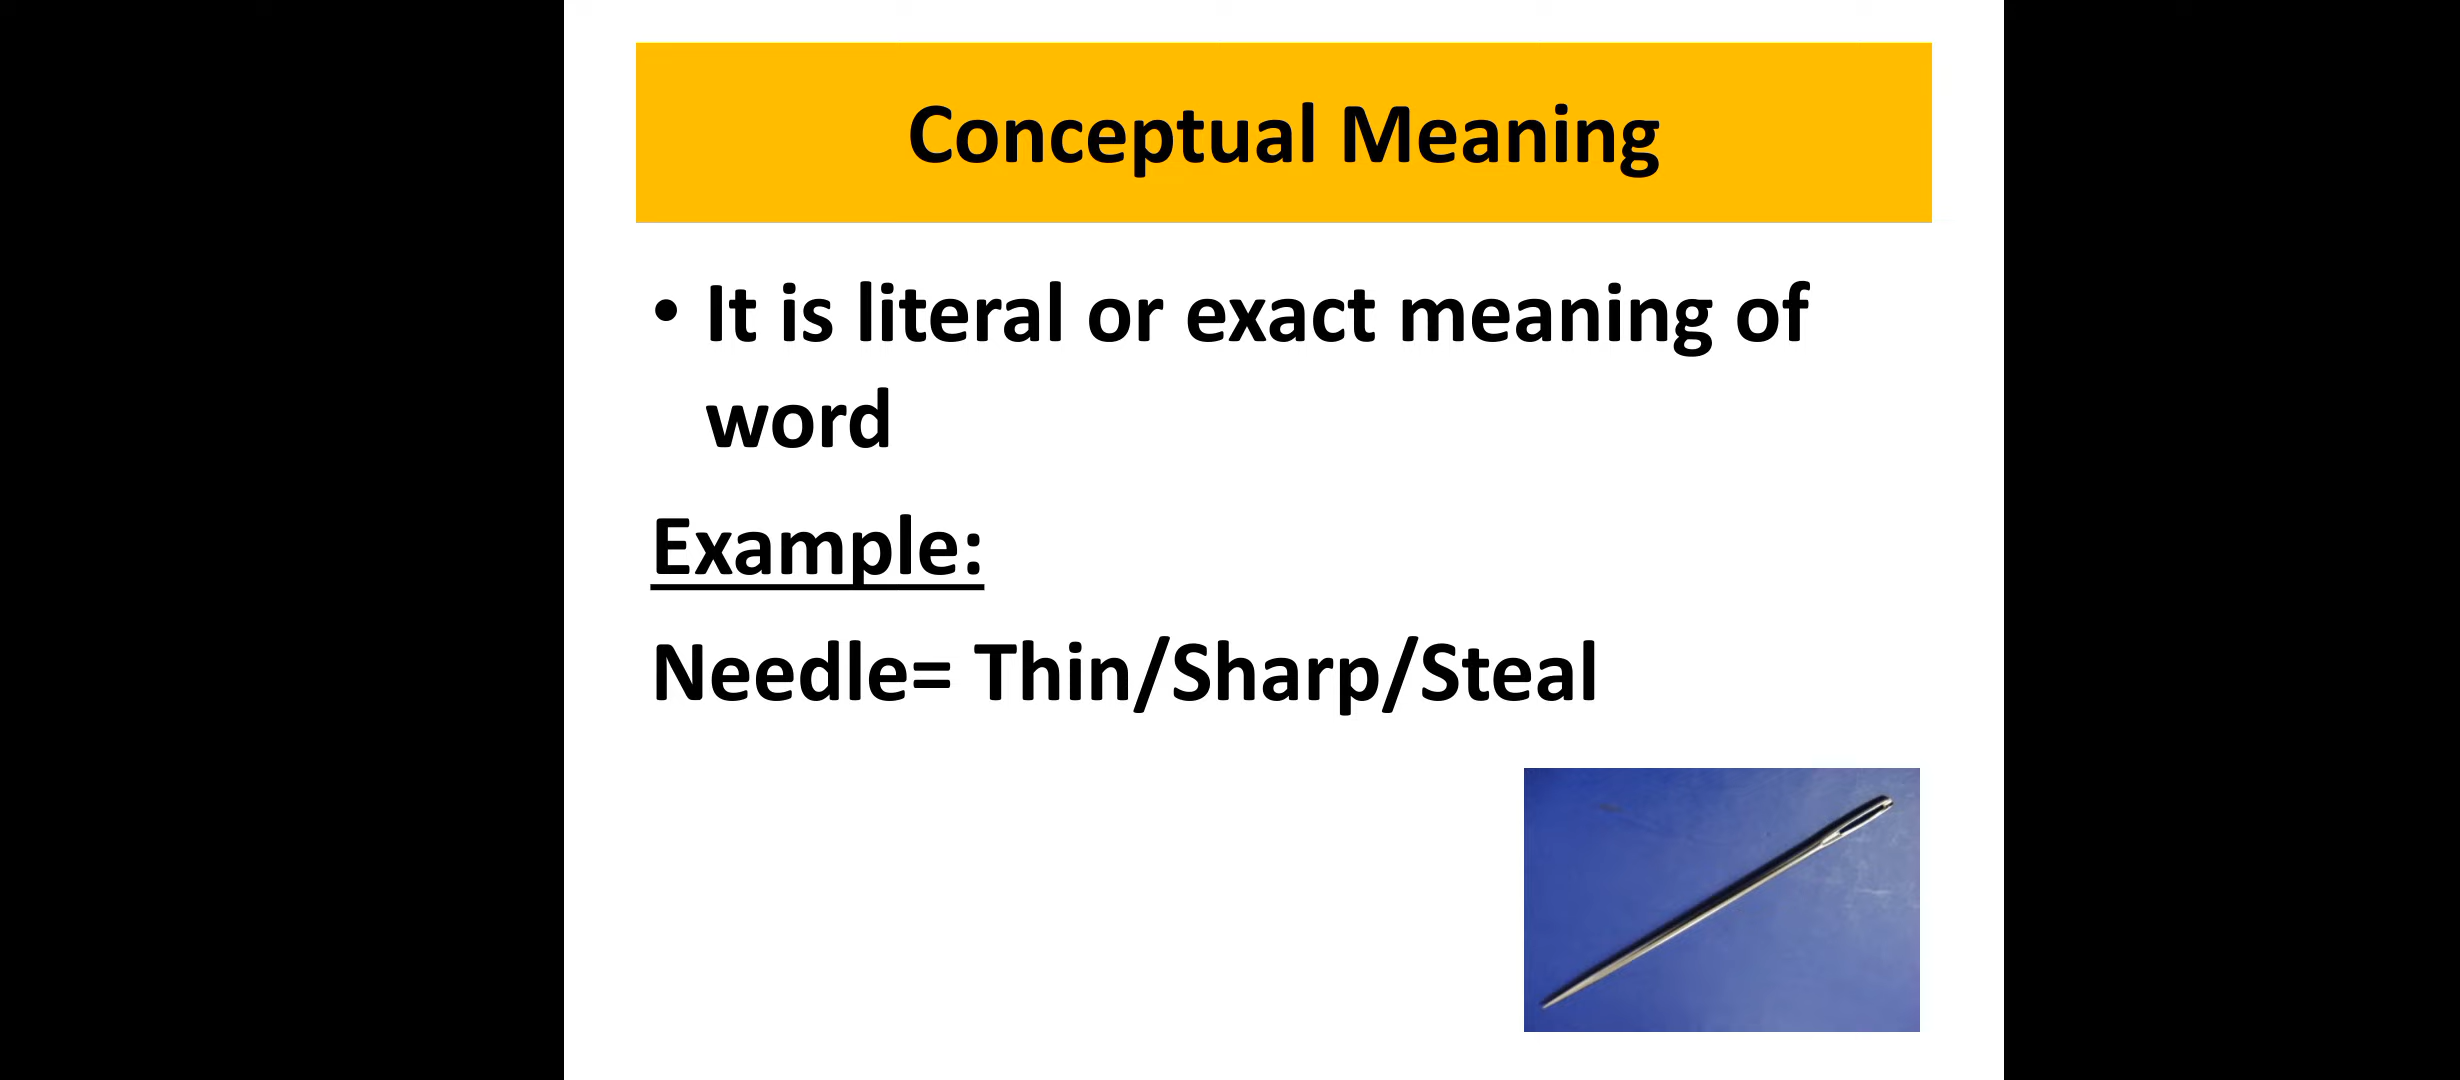 Conceptual Meaning
• It is literal or exact meaning of
word
Example:
Needle= Thin/Sharp/Steal